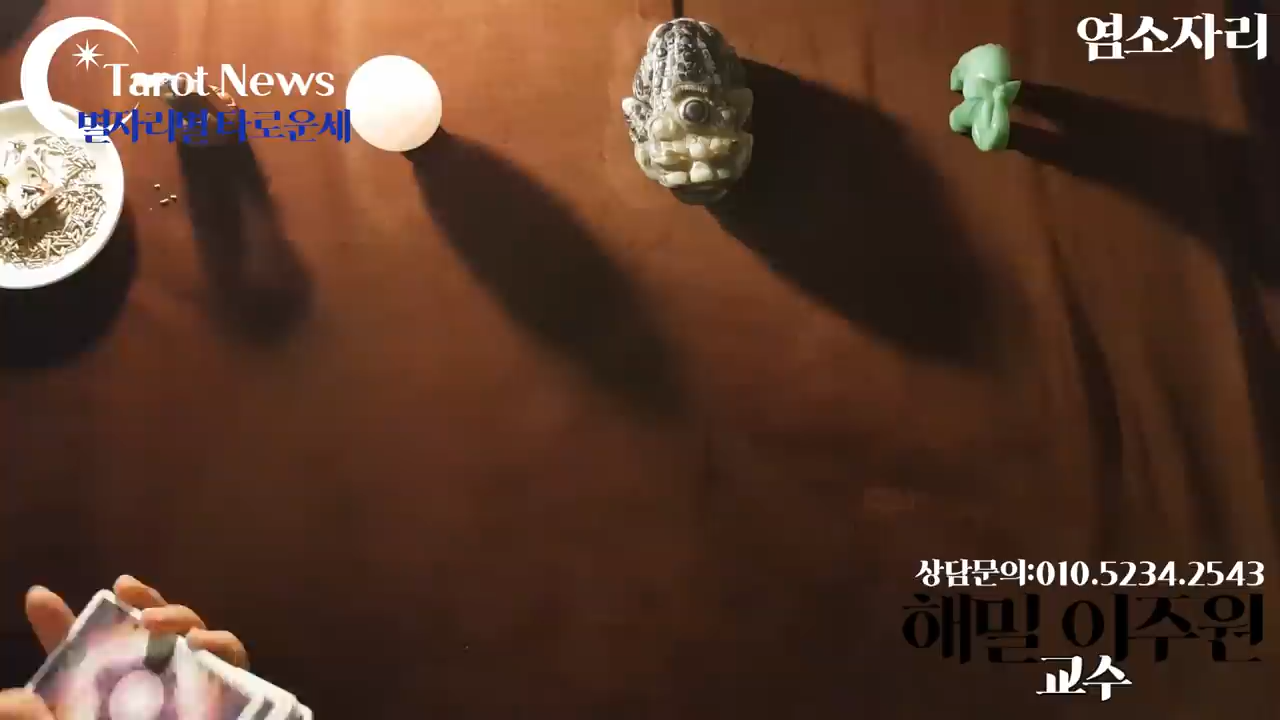 염소자리
Tarot News
별자리별 타로운세
상담문의:010.5234.2543
해밀 이주원
교수